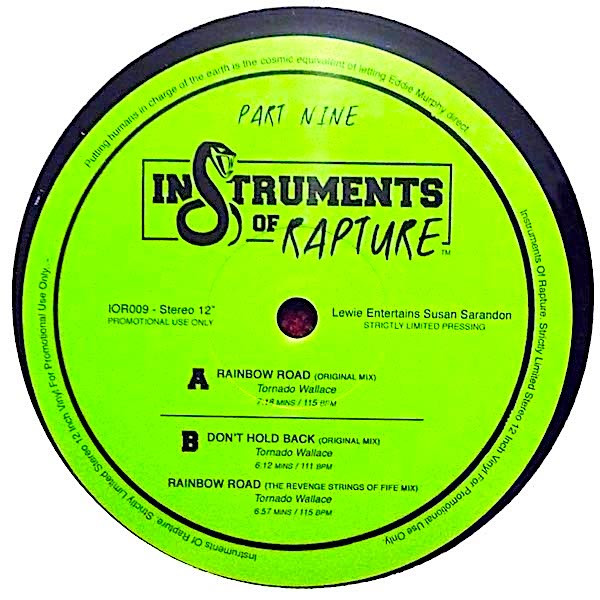 Putting humans in charge of the earth is the cosmic equivalent of letting Eddie Murphy direct.
PART NINE
INSTRUMENTS
OF RAPTURE
TM
IOR009 - Stereo 12"
PROMOTIONAL USE ONLY
Lewie Entertains Susan Sarandon
STRICTLY LIMITED PRESSING
A RAINBOW ROAD (ORIGINAL MIX)
Tornado Wallace
7:18 MINS / 115 BPM
B DON'T HOLD BACK (ORIGINAL MIX)
Tornado Wallace
6:12 MINS / 111 BPM
RAINBOW ROAD (THE REVENGE STRINGS OF FIFE MIX)
Tornado Wallace
6:57 MINS / 115 BPM
Instruments Of Rapture. Strictly Limited Stereo 12 Inch Vinyl For Promotional Use Only.
Instruments Of Rapture. Strictly Limited Stereo 12 Inch Vinyl For Promotional Use Only. -